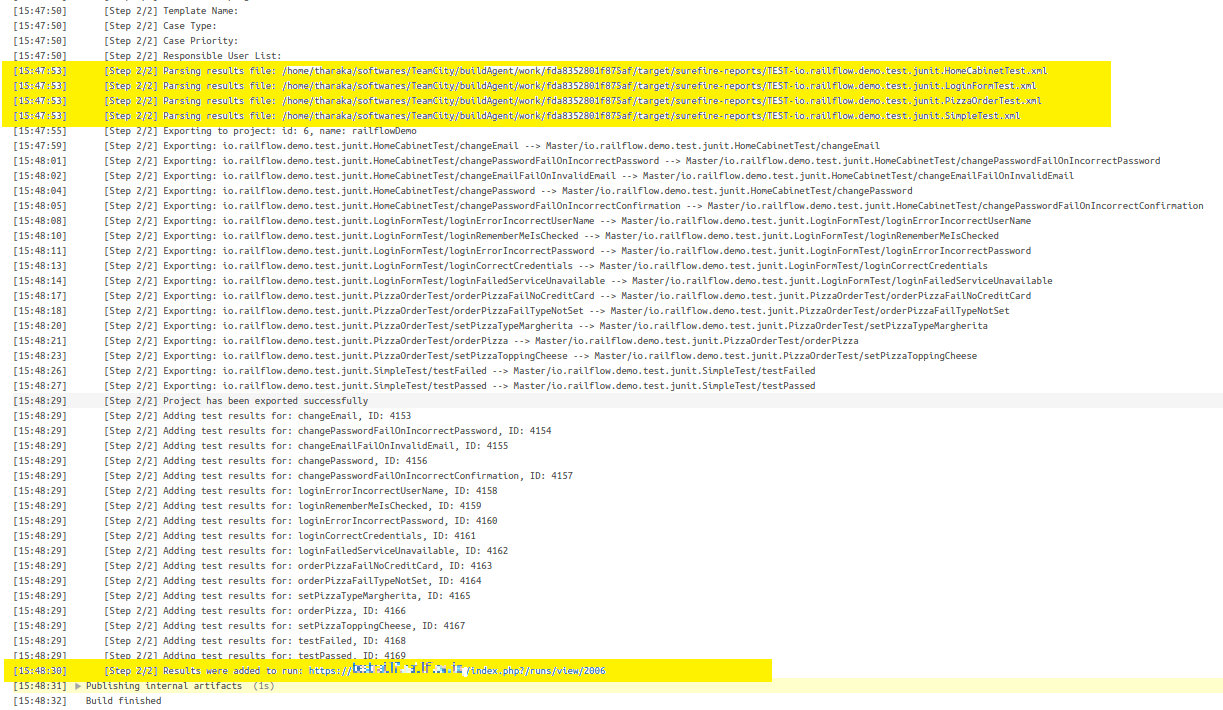 [15:47:50] [Step 2/2] Template Name:
[15:47:50] [Step 2/2] Case Type:
[15:47:50] [Step 2/2] Case Priority:
[15:47:50] [Step 2/2] Responsible User List:
[15:47:53] [Step 2/2] Parsing results file: /home/tharaka/softwares/TeamCity/buildAgent/work/fda8352801f875af/target/surefire-reports/TEST-io.railflow.demo.test.junit.HomeCabinetTest.xml
[15:47:53] [Step 2/2] Parsing results file: /home/tharaka/softwares/TeamCity/buildAgent/work/fda8352801f875af/target/surefire-reports/TEST-io.railflow.demo.test.junit.LoginFormTest.xml
[15:47:53] [Step 2/2] Parsing results file: /home/tharaka/softwares/TeamCity/buildAgent/work/fda8352801f875af/target/surefire-reports/TEST-io.railflow.demo.test.junit.PizzaOrderTest.xml
[15:47:53] [Step 2/2] Parsing results file: /home/tharaka/softwares/TeamCity/buildAgent/work/fda8352801f875af/target/surefire-reports/TEST-io.railflow.demo.test.junit.SimpleTest.xml
[15:47:55] [Step 2/2] Exporting to project: id: 6, name: railflowDemo
[15:47:59] [Step 2/2] Exporting: io.railflow.demo.test.junit.HomeCabinetTest/changeEmail --> Master/io.railflow.demo.test.junit.HomeCabinetTest/changeEmail
[15:48:01] [Step 2/2] Exporting: io.railflow.demo.test.junit.HomeCabinetTest/changePasswordFailOnIncorrectPassword --> Master/io.railflow.demo.test.junit.HomeCabinetTest/changePasswordFailOnIncorrectPassword
[15:48:02] [Step 2/2] Exporting: io.railflow.demo.test.junit.HomeCabinetTest/changeEmailFailOnInvalidEmail --> Master/io.railflow.demo.test.junit.HomeCabinetTest/changeEmailFailOnInvalidEmail
[15:48:04] [Step 2/2] Exporting: io.railflow.demo.test.junit.HomeCabinetTest/changePassword --> Master/io.railflow.demo.test.junit.HomeCabinetTest/changePassword
[15:48:05] [Step 2/2] Exporting: io.railflow.demo.test.junit.HomeCabinetTest/changePasswordFailOnIncorrectConfirmation --> Master/io.railflow.demo.test.junit.HomeCabinetTest/changePasswordFailOnIncorrectConfirmation
[15:48:08] [Step 2/2] Exporting: io.railflow.demo.test.junit.LoginFormTest/loginErrorIncorrectUserName --> Master/io.railflow.demo.test.junit.LoginFormTest/loginErrorIncorrectUserName
[15:48:10] [Step 2/2] Exporting: io.railflow.demo.test.junit.LoginFormTest/loginRememberMeIsChecked --> Master/io.railflow.demo.test.junit.LoginFormTest/loginRememberMeIsChecked
[15:48:11] [Step 2/2] Exporting: io.railflow.demo.test.junit.LoginFormTest/loginErrorIncorrectPassword --> Master/io.railflow.demo.test.junit.LoginFormTest/loginErrorIncorrectPassword
[15:48:13] [Step 2/2] Exporting: io.railflow.demo.test.junit.LoginFormTest/loginCorrectCredentials --> Master/io.railflow.demo.test.junit.LoginFormTest/loginCorrectCredentials
[15:48:14] [Step 2/2] Exporting: io.railflow.demo.test.junit.LoginFormTest/loginFailedServiceUnavailable --> Master/io.railflow.demo.test.junit.LoginFormTest/loginFailedServiceUnavailable
[15:48:17] [Step 2/2] Exporting: io.railflow.demo.test.junit.PizzaOrderTest/orderPizzaFailNoCreditCard --> Master/io.railflow.demo.test.junit.PizzaOrderTest/orderPizzaFailNoCreditCard
[15:48:18] [Step 2/2] Exporting: io.railflow.demo.test.junit.PizzaOrderTest/orderPizzaFailTypeNotSet --> Master/io.railflow.demo.test.junit.PizzaOrderTest/orderPizzaFailTypeNotSet
[15:48:20] [Step 2/2] Exporting: io.railflow.demo.test.junit.PizzaOrderTest/setPizzaTypeMargherita --> Master/io.railflow.demo.test.junit.PizzaOrderTest/setPizzaTypeMargherita
[15:48:21] [Step 2/2] Exporting: io.railflow.demo.test.junit.PizzaOrderTest/orderPizza --> Master/io.railflow.demo.test.junit.PizzaOrderTest/orderPizza
[15:48:23] [Step 2/2] Exporting: io.railflow.demo.test.junit.PizzaOrderTest/setPizzaToppingCheese --> Master/io.railflow.demo.test.junit.PizzaOrderTest/setPizzaToppingCheese
[15:48:26] [Step 2/2] Exporting: io.railflow.demo.test.junit.SimpleTest/testFailed --> Master/io.railflow.demo.test.junit.SimpleTest/testFailed
[15:48:27] [Step 2/2] Exporting: io.railflow.demo.test.junit.SimpleTest/testPassed --> Master/io.railflow.demo.test.junit.SimpleTest/testPassed
[15:48:29] [Step 2/2] Project has been exported successfully
[15:48:29] [Step 2/2] Adding test results for: changeEmail, ID: 4153
[15:48:29] [Step 2/2] Adding test results for: changePasswordFailOnIncorrectPassword, ID: 4154
[15:48:29] [Step 2/2] Adding test results for: changeEmailFailOnInvalidEmail, ID: 4155
[15:48:29] [Step 2/2] Adding test results for: changePassword, ID: 4156
[15:48:29] [Step 2/2] Adding test results for: changePasswordFailOnIncorrectConfirmation, ID: 4157
[15:48:29] [Step 2/2] Adding test results for: loginErrorIncorrectUserName, ID: 4158
[15:48:29] [Step 2/2] Adding test results for: loginRememberMeIsChecked, ID: 4159
[15:48:29] [Step 2/2] Adding test results for: loginErrorIncorrectPassword, ID: 4160
[15:48:29] [Step 2/2] Adding test results for: loginCorrectCredentials, ID: 4161
[15:48:29] [Step 2/2] Adding test results for: loginFailedServiceUnavailable, ID: 4162
[15:48:29] [Step 2/2] Adding test results for: orderPizzaFailNoCreditCard, ID: 4163
[15:48:29] [Step 2/2] Adding test results for: orderPizzaFailTypeNotSet, ID: 4164
[15:48:29] [Step 2/2] Adding test results for: setPizzaTypeMargherita, ID: 4165
[15:48:29] [Step 2/2] Adding test results for: orderPizza, ID: 4166
[15:48:29] [Step 2/2] Adding test results for: setPizzaToppingCheese, ID: 4167
[15:48:29] [Step 2/2] Adding test results for: testFailed, ID: 4168
[15:48:29] [Step 2/2] Adding test results for: testPassed, ID: 4169
[15:48:30] [Step 2/2] Results were added to run: https:// /index.php?/runs/view/2006
[15:48:31] Publishing internal artifacts (1s)
[15:48:32] Build finished